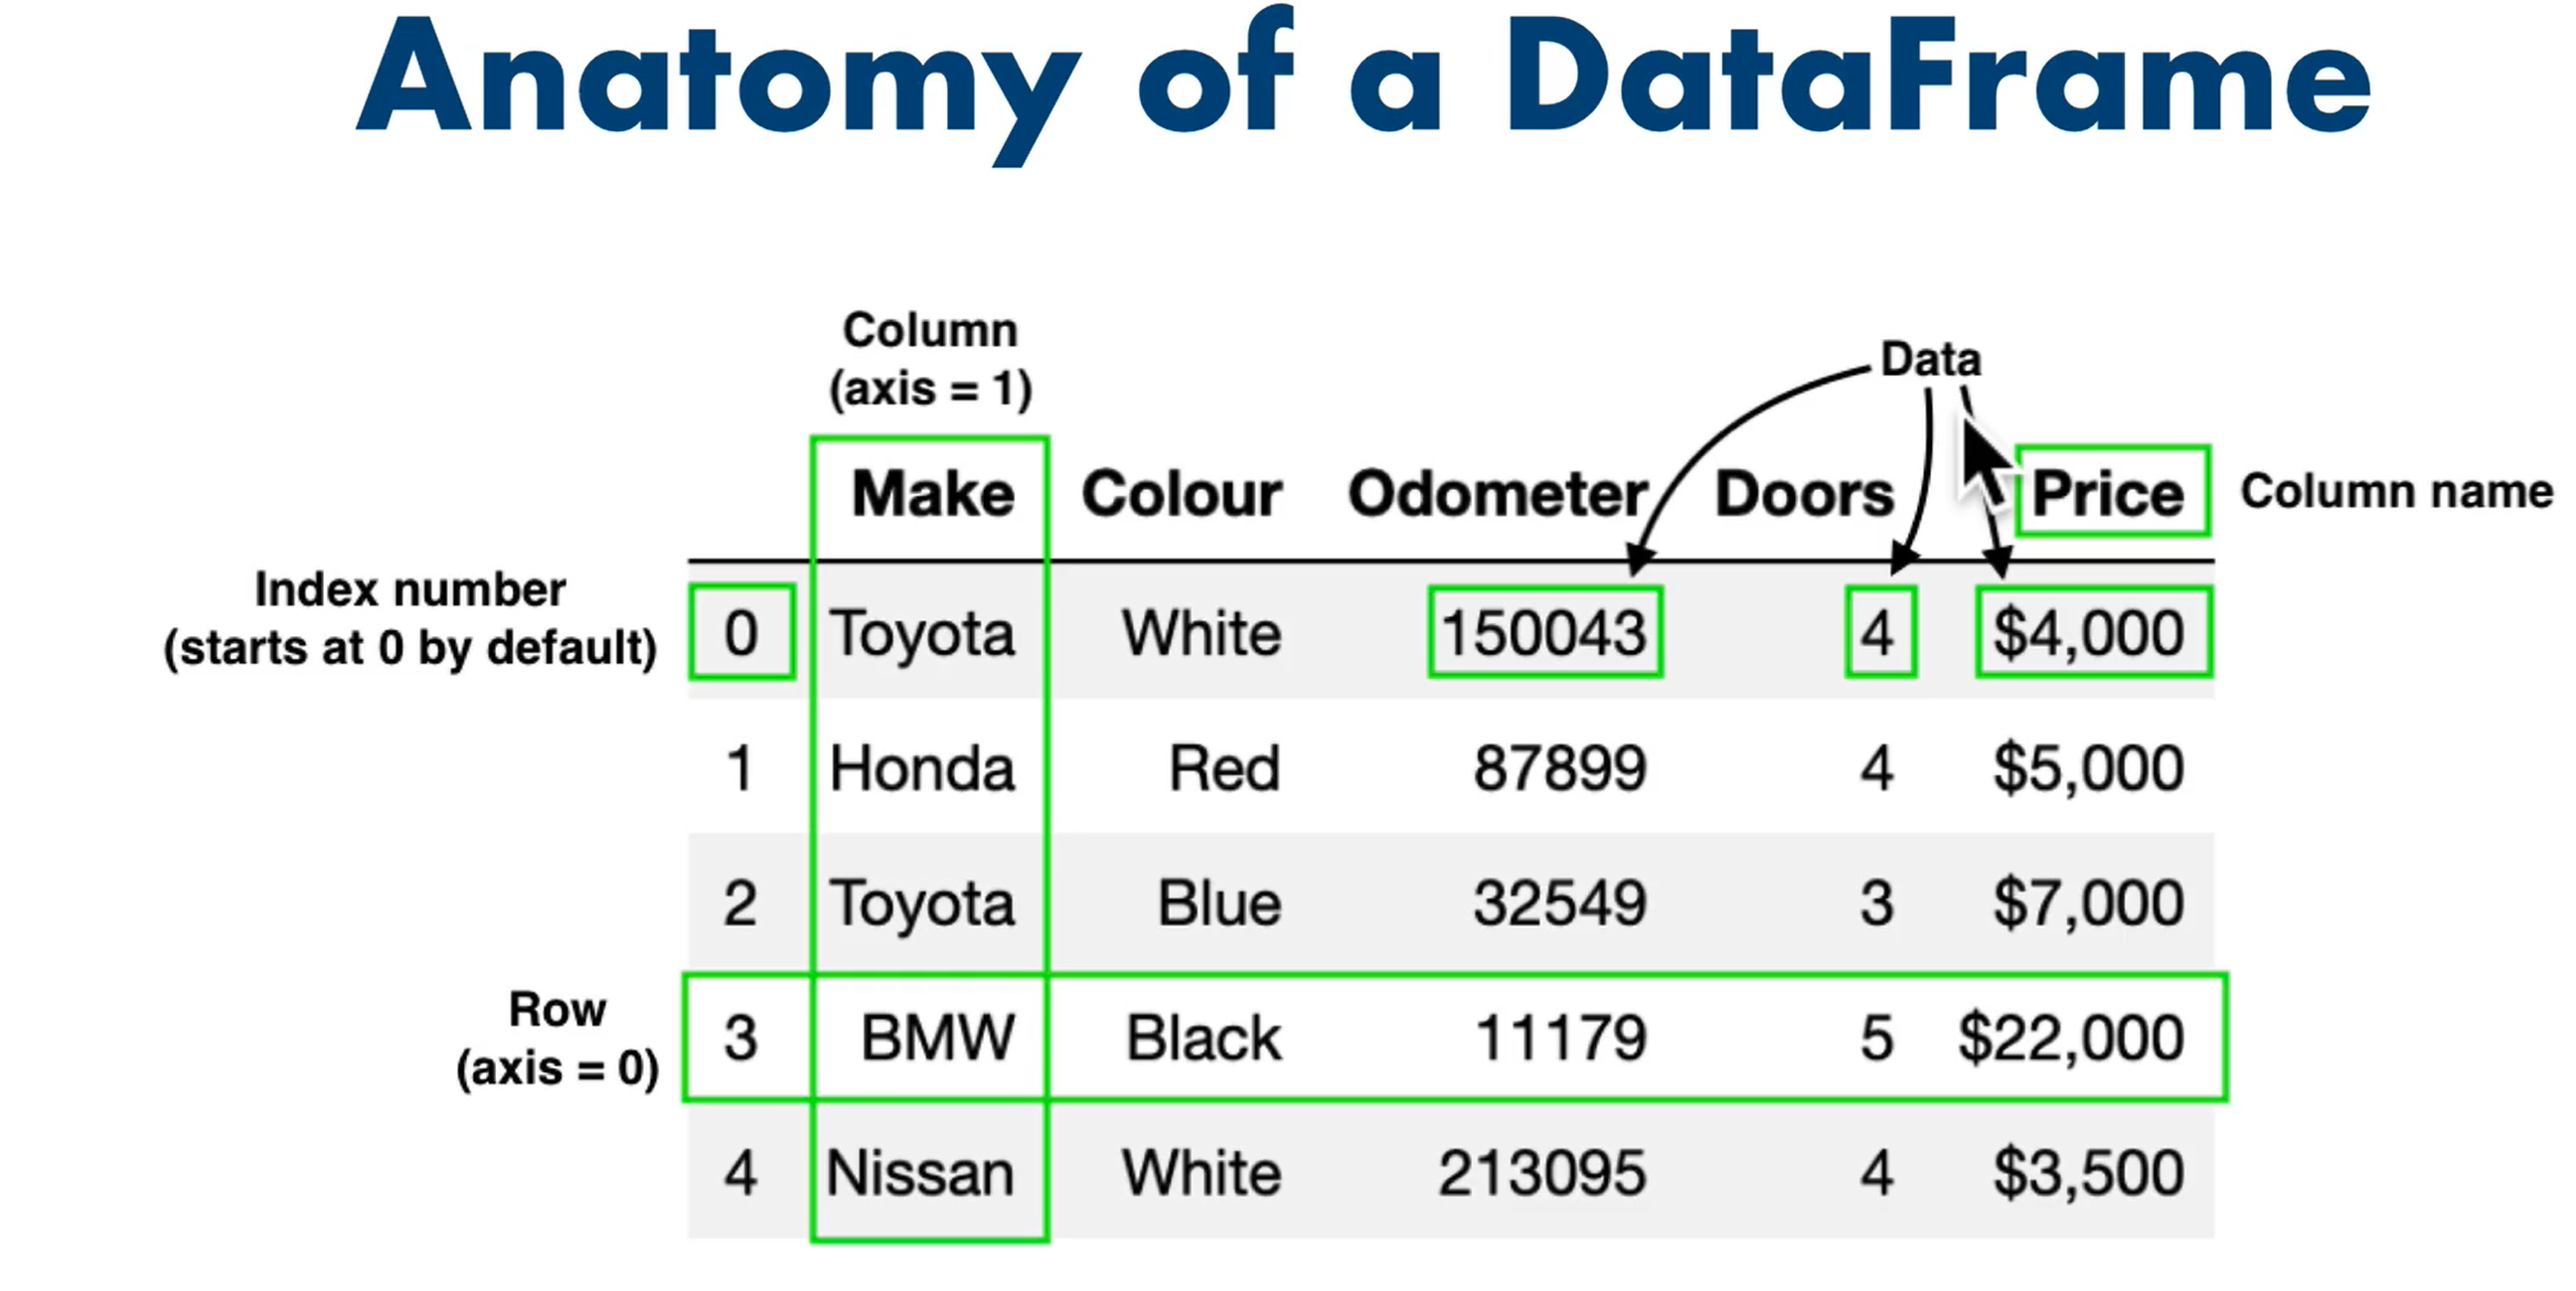 Anatomy of a DataFrame
Column
(axis = 1)
Data
Make Colour Odometer Doors Price Column name
Index number
(starts at 0 by default)
0 Toyota White 150043 4 $4,000
1 Honda Red 87899 4 $5,000
2 Toyota Blue 32549 3 $7,000
Row
(axis = 0)
3 BMW Black 11179 5 $22,000
4 Nissan White 213095 4 $3,500